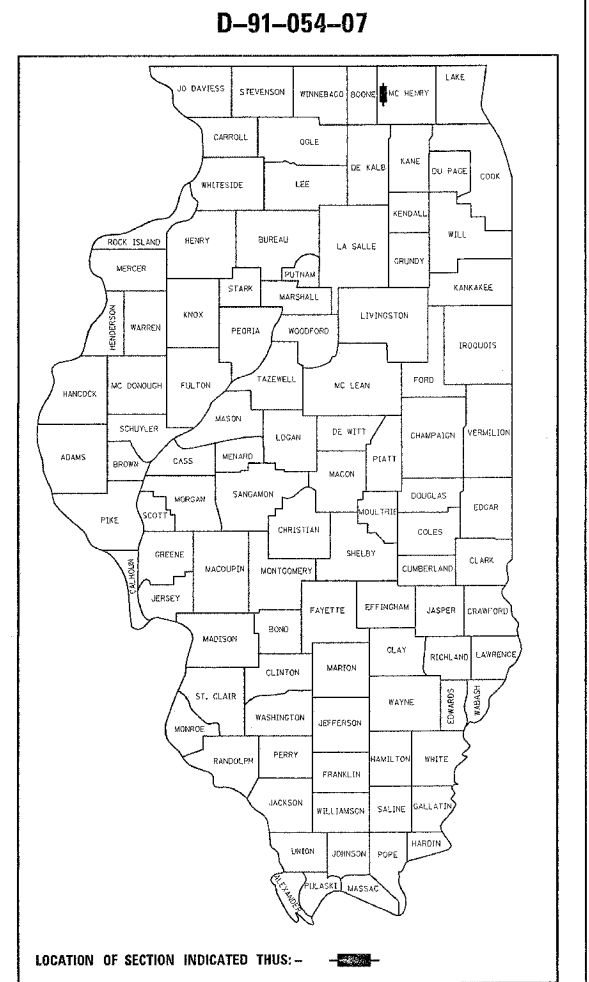 D-91-054-07
JO DAVIESS STEVENSON WINNEBAGO BOONE MC HENRY LAKE
CARROLL OGLE
DE KALB KANE DU PAGE COOK
WHITESIDE LEE
KENDALL
ROCK ISLAND HENRY BUREAU LA SALLE WILL
MERCER GRUNDY
PUTNAM
STARK MARSHALL KANKAKEE
HENDERSON WARREN KNOX PEORIA WOODFORD LIVINGSTON
IROQUOIS
HANCOCK MC DONOUGH FULTON TAZEWELL MC LEAN FORD
MASON
SCHUYLER LOGAN DE WITT CHAMPAIGN VERMILION
ADAMS BROWN CASS MENARD PIATT
MACON
MORGAN SANGAMON DOUGLAS
PIKE SCOTT CHRISTIAN MOULTRIE EDGAR
COLES
GREENE SHELBY
CALHOUN MACOUPIN MONTGOMERY CUMBERLAND CLARK
JERSEY
FAYETTE EFFINGHAM JASPER CRAWFORD
MADISON BOND
CLAY RICHLAND LAWRENCE
CLINTON MARION
ST. CLAIR WAYNE EDWARDS WABASH
WASHINGTON JEFFERSON
MONROE
RANDOLPH PERRY HAMILTON WHITE
FRANKLIN
JACKSON WILLIAMSON SALINE GALLATIN
UNION JOHNSON POPE HARDIN
ALEXANDER PULASKI MASSAC
LOCATION OF SECTION INDICATED THUS:-